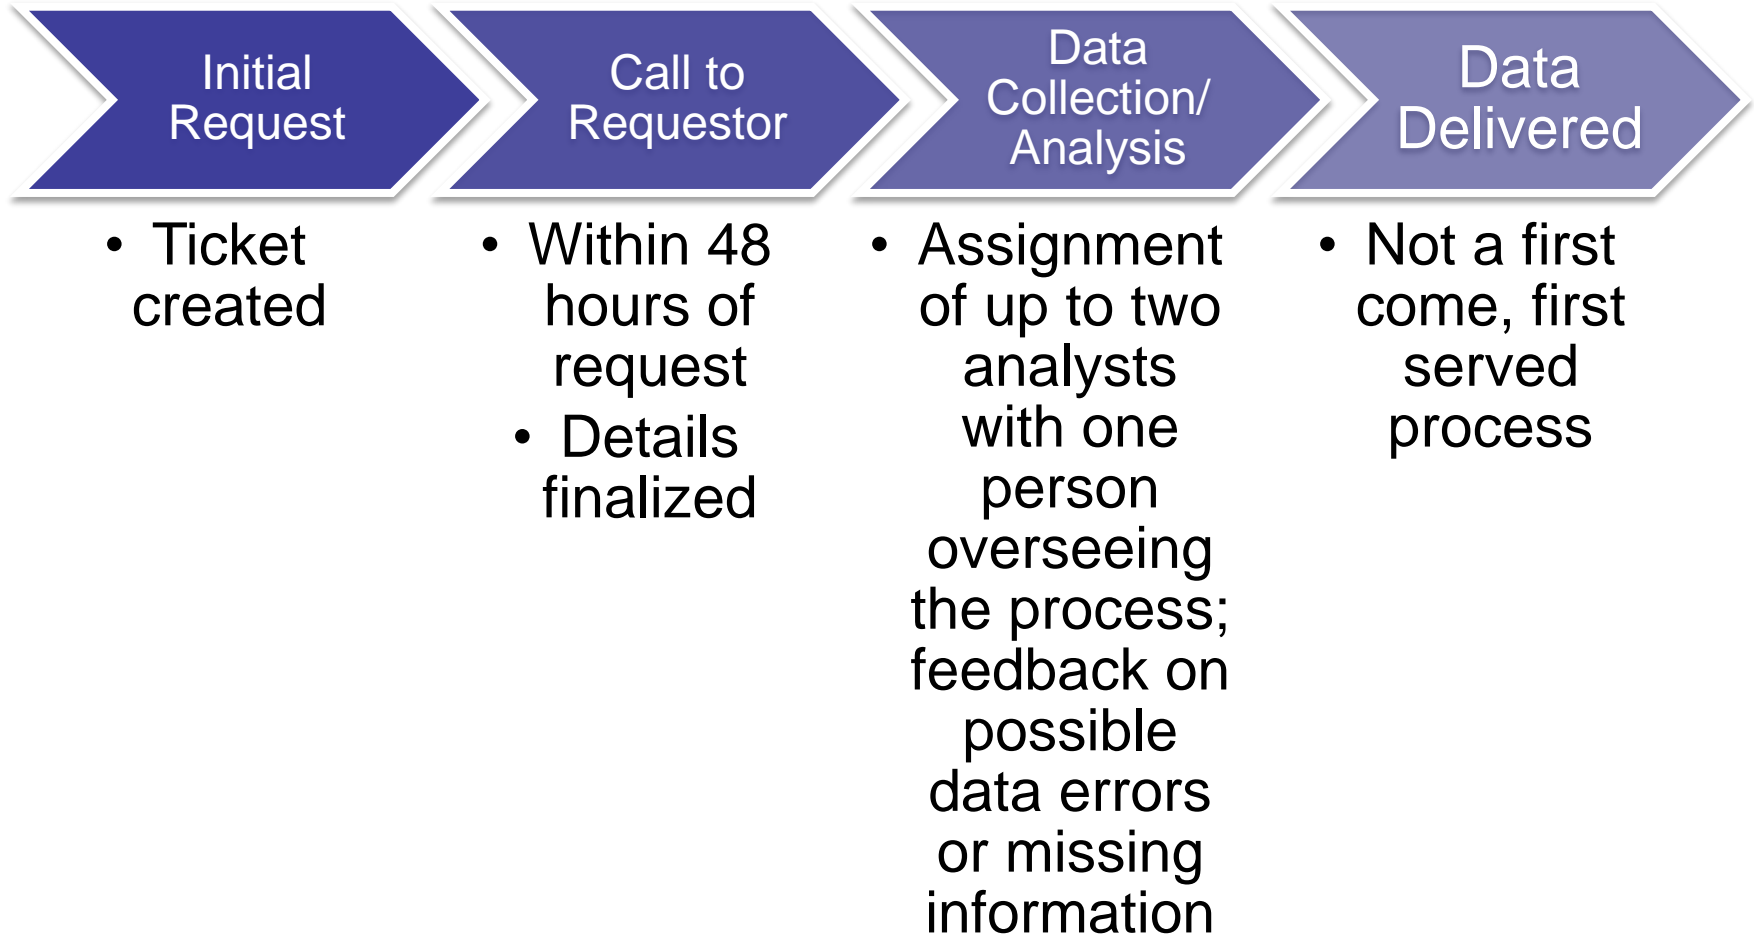 Initial
Request
Call to
Requestor
Data
Collection/
Analysis
Data
Delivered
• Ticket
created
• Within 48
hours of
request
• Details
finalized
• Assignment
of up to two
analysts
with one
person
overseeing
the process;
feedback on
possible
data errors
or missing
information
• Not a first
come, first
served
process